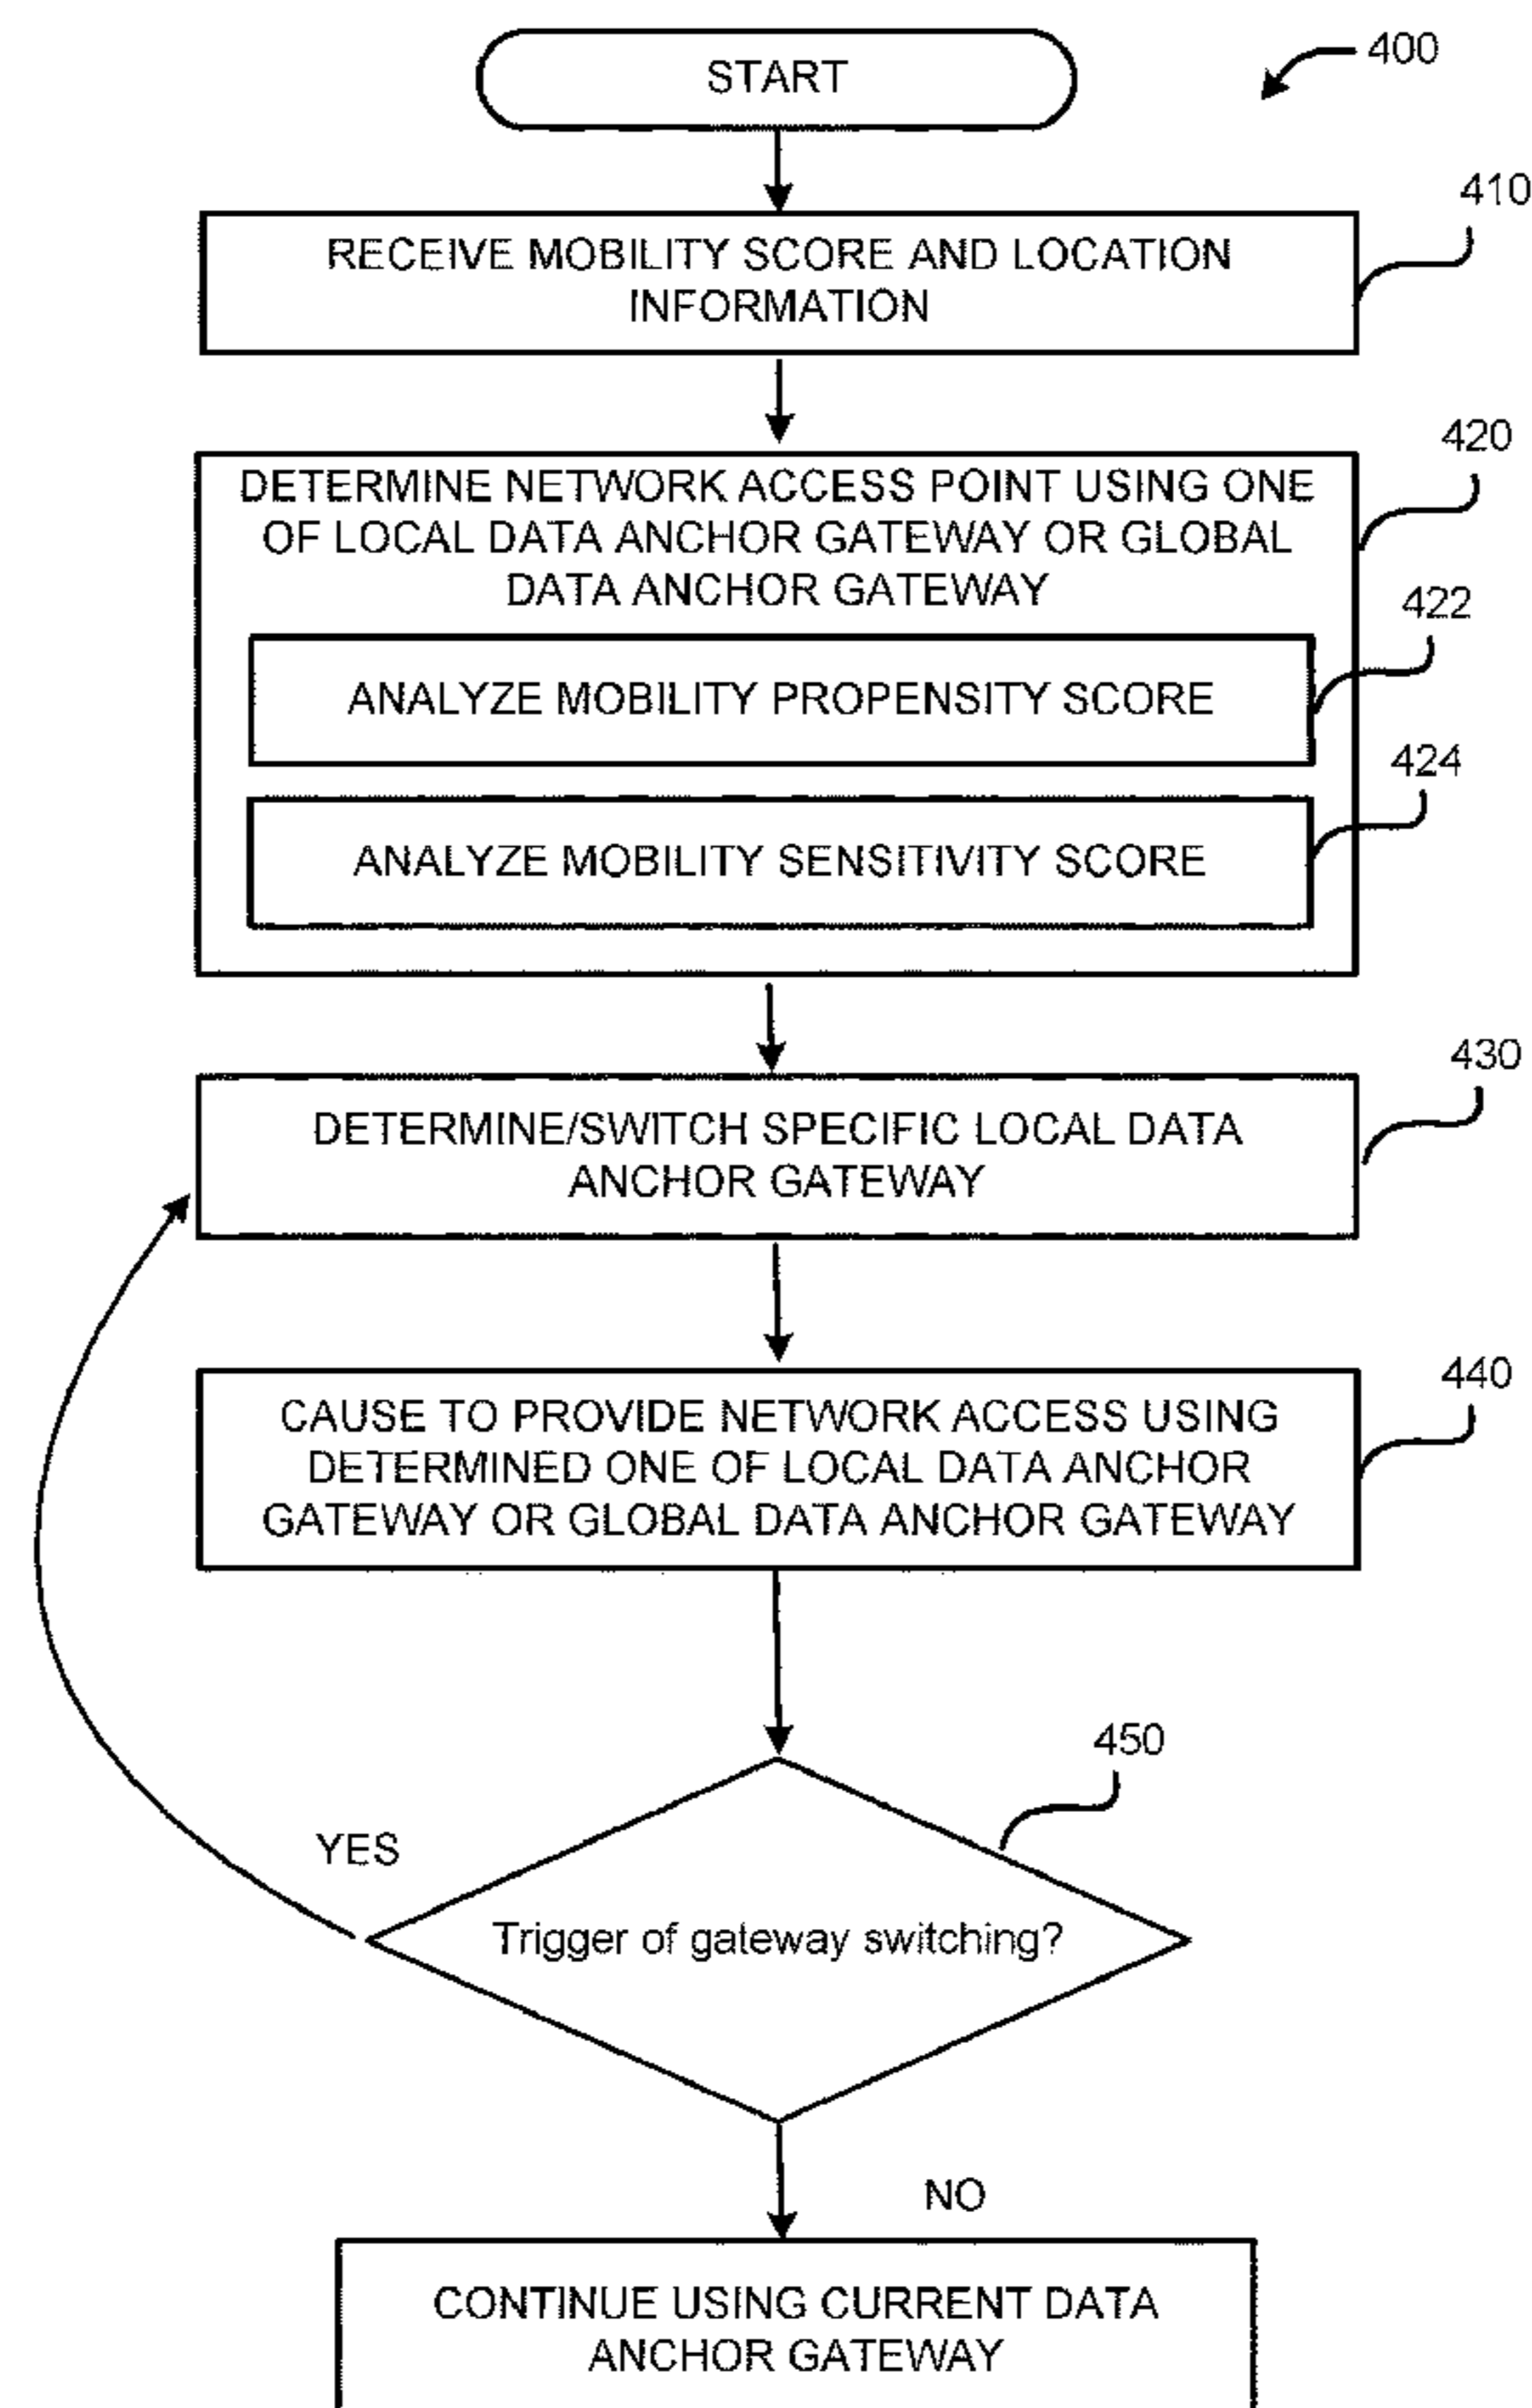 START
400
410
RECEIVE MOBILITY SCORE AND LOCATION
INFORMATION
420
DETERMINE NETWORK ACCESS POINT USING ONE
OF LOCAL DATA ANCHOR GATEWAY OR GLOBAL
DATA ANCHOR GATEWAY
422
ANALYZE MOBILITY PROPENSITY SCORE
424
ANALYZE MOBILITY SENSITIVITY SCORE
430
DETERMINE/SWITCH SPECIFIC LOCAL DATA
ANCHOR GATEWAY
440
CAUSE TO PROVIDE NETWORK ACCESS USING
DETERMINED ONE OF LOCAL DATA ANCHOR
GATEWAY OR GLOBAL DATA ANCHOR GATEWAY
450
YES
Trigger of gateway switching?
NO
CONTINUE USING CURRENT DATA
ANCHOR GATEWAY